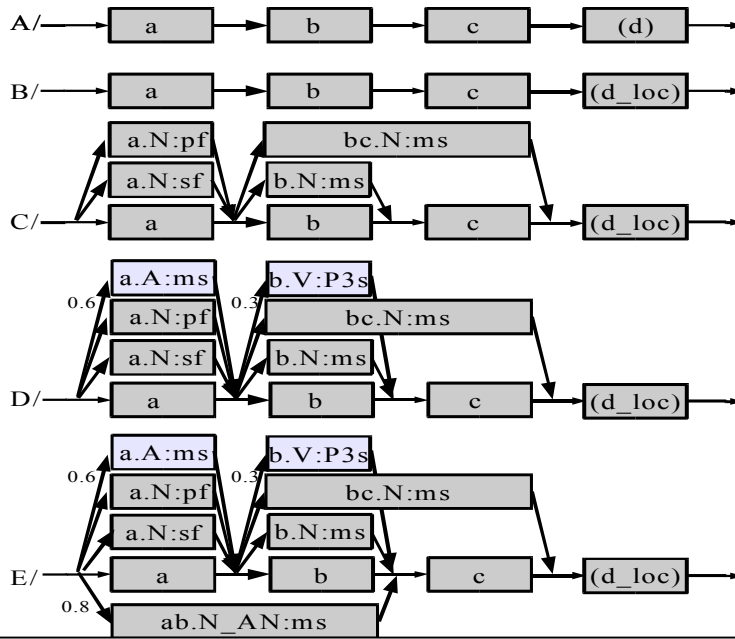 A/ a b c (d)
B/ a b c (d_loc)
a.N:pf bc.N:ms
a.N:sf b.N:ms
C/ a b c (d_loc)
a.A:ms b.V:P3s
0.6 0.3
a.N:pf bc.N:ms
a.N:sf b.N:ms
D/ a b c (d_loc)
a.A:ms b.V:P3s
0.6 0.3
a.N:pf bc.N:ms
a.N:sf b.N:ms
E/ a b c (d_loc)
0.8
ab.N_AN:ms